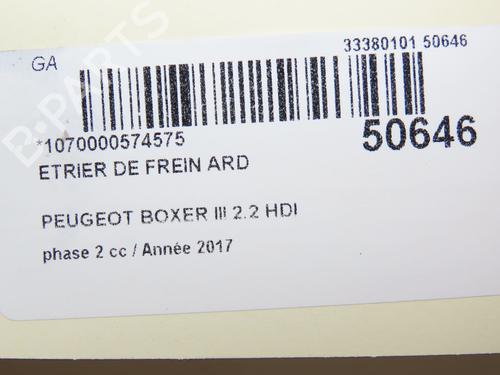 GA
33380101 50646
*1070000574575
50646
ETRIER DE FREIN ARD
PEUGEOT BOXER III 2.2 HDI
phase 2 cc / Année 2017
B-PARTS